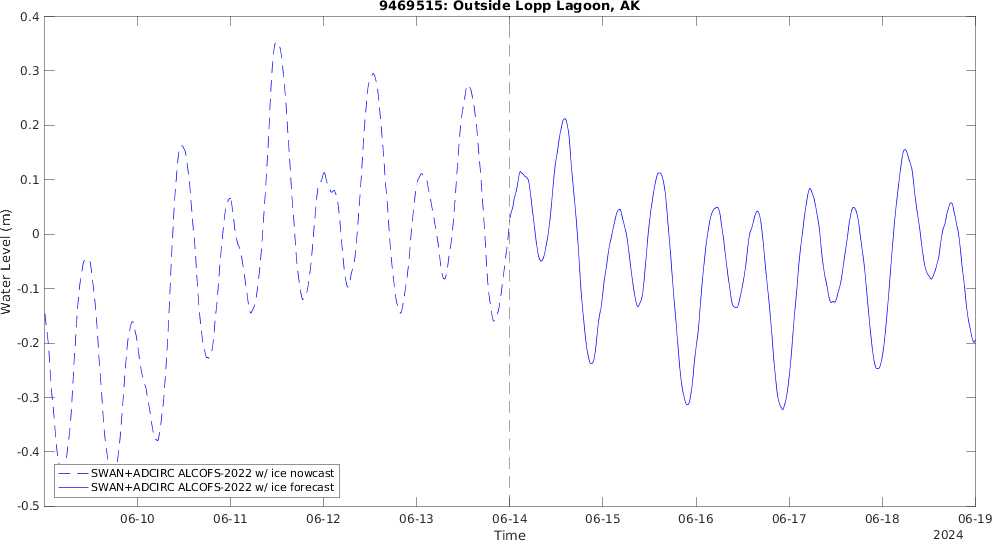 9469515: Outside Lopp Lagoon, AK
0.4
0.3
0.2
0.1
0
-0.1
-0.2
-0.3
-0.4
-0.5
Water Level (m)
SWAN+ADCIRC ALCOFS-2022 w/ ice nowcast
SWAN+ADCIRC ALCOFS-2022 w/ ice forecast
06-10 06-11 06-12 06-13 06-14 06-15 06-16 06-17 06-18 06-19
Time
2024